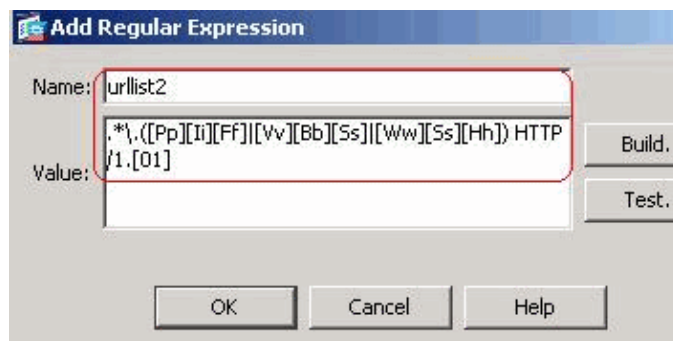 Add Regular Expression
Name: urllist2
Value: .*\.([Pp][Ii][Ff]|[Vv][Bb][Ss]|[Ww][Ss][Hh]) HTTP
/1.[01]
Build.
Test.
OK Cancel Help